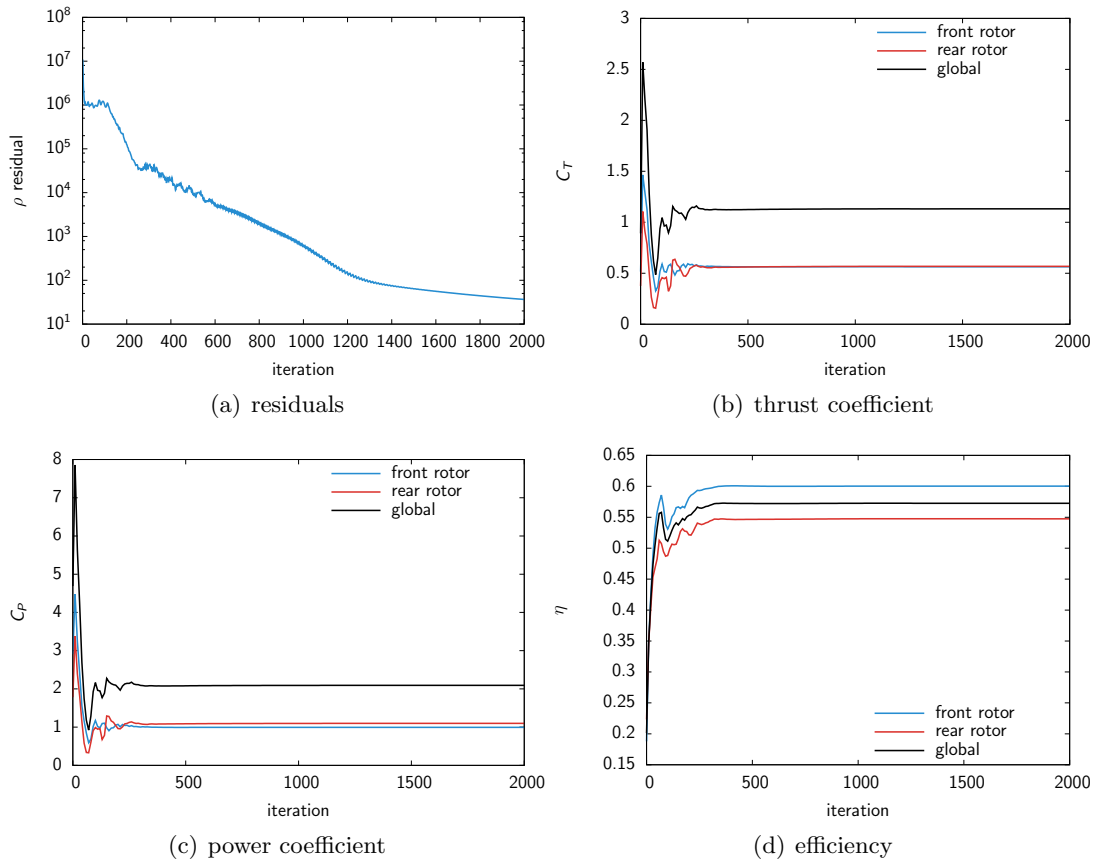 10^8
10^7
10^6
10^5
10^4
10^3
10^2
10^1
ρ residual
0 200 400 600 800 1000 1200 1400 1600 1800 2000
iteration
(a) residuals
3
2.5
2
1.5
1
0.5
0
C_T
front rotor
rear rotor
global
0 500 1000 1500 2000
iteration
(b) thrust coefficient
8
7
6
5
4
3
2
1
0
C_P
front rotor
rear rotor
global
0 500 1000 1500 2000
iteration
(c) power coefficient
0.65
0.6
0.55
0.5
0.45
0.4
0.35
0.3
0.25
0.2
0.15
η
front rotor
rear rotor
global
0 500 1000 1500 2000
iteration
(d) efficiency